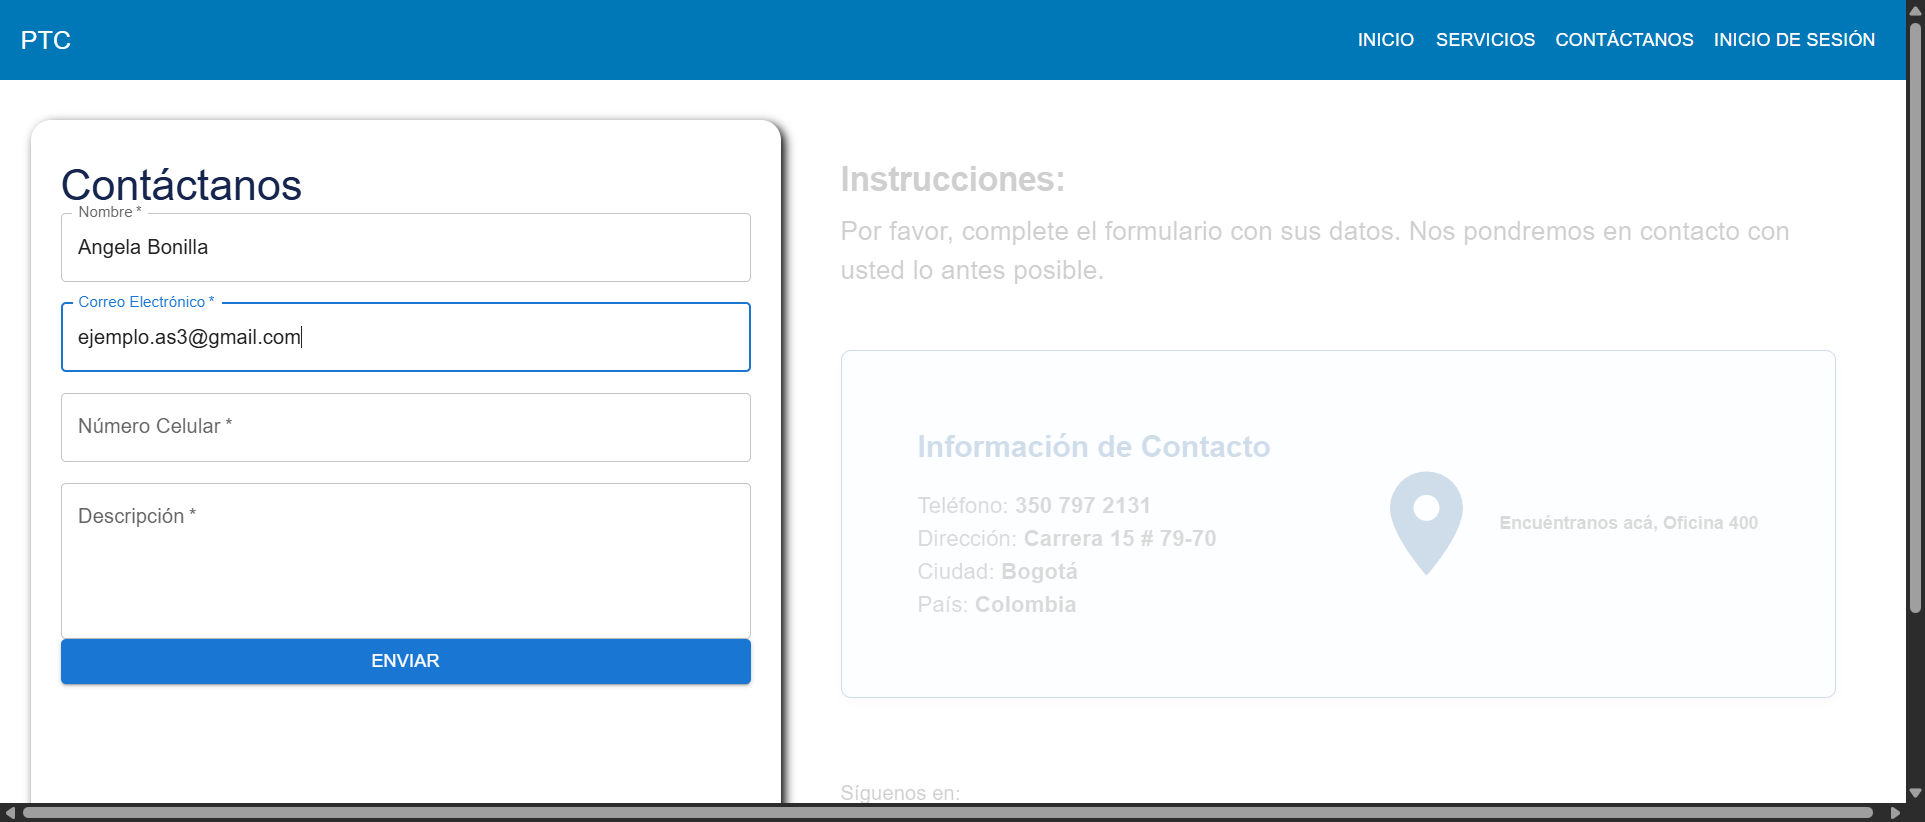 PTC
INICIO SERVICIOS CONTÁCTANOS INICIO DE SESIÓN
Contáctanos
Nombre *
Angela Bonilla
Correo Electrónico *
ejemplo.as3@gmail.com
Número Celular *
Descripción *
ENVIAR
Instrucciones:
Por favor, complete el formulario con sus datos. Nos pondremos en contacto con
usted lo antes posible.
Información de Contacto
Teléfono: 350 797 2131
Dirección: Carrera 15 # 79-70
Ciudad: Bogotá
País: Colombia
Encuéntranos acá, Oficina 400
Síguenos en: